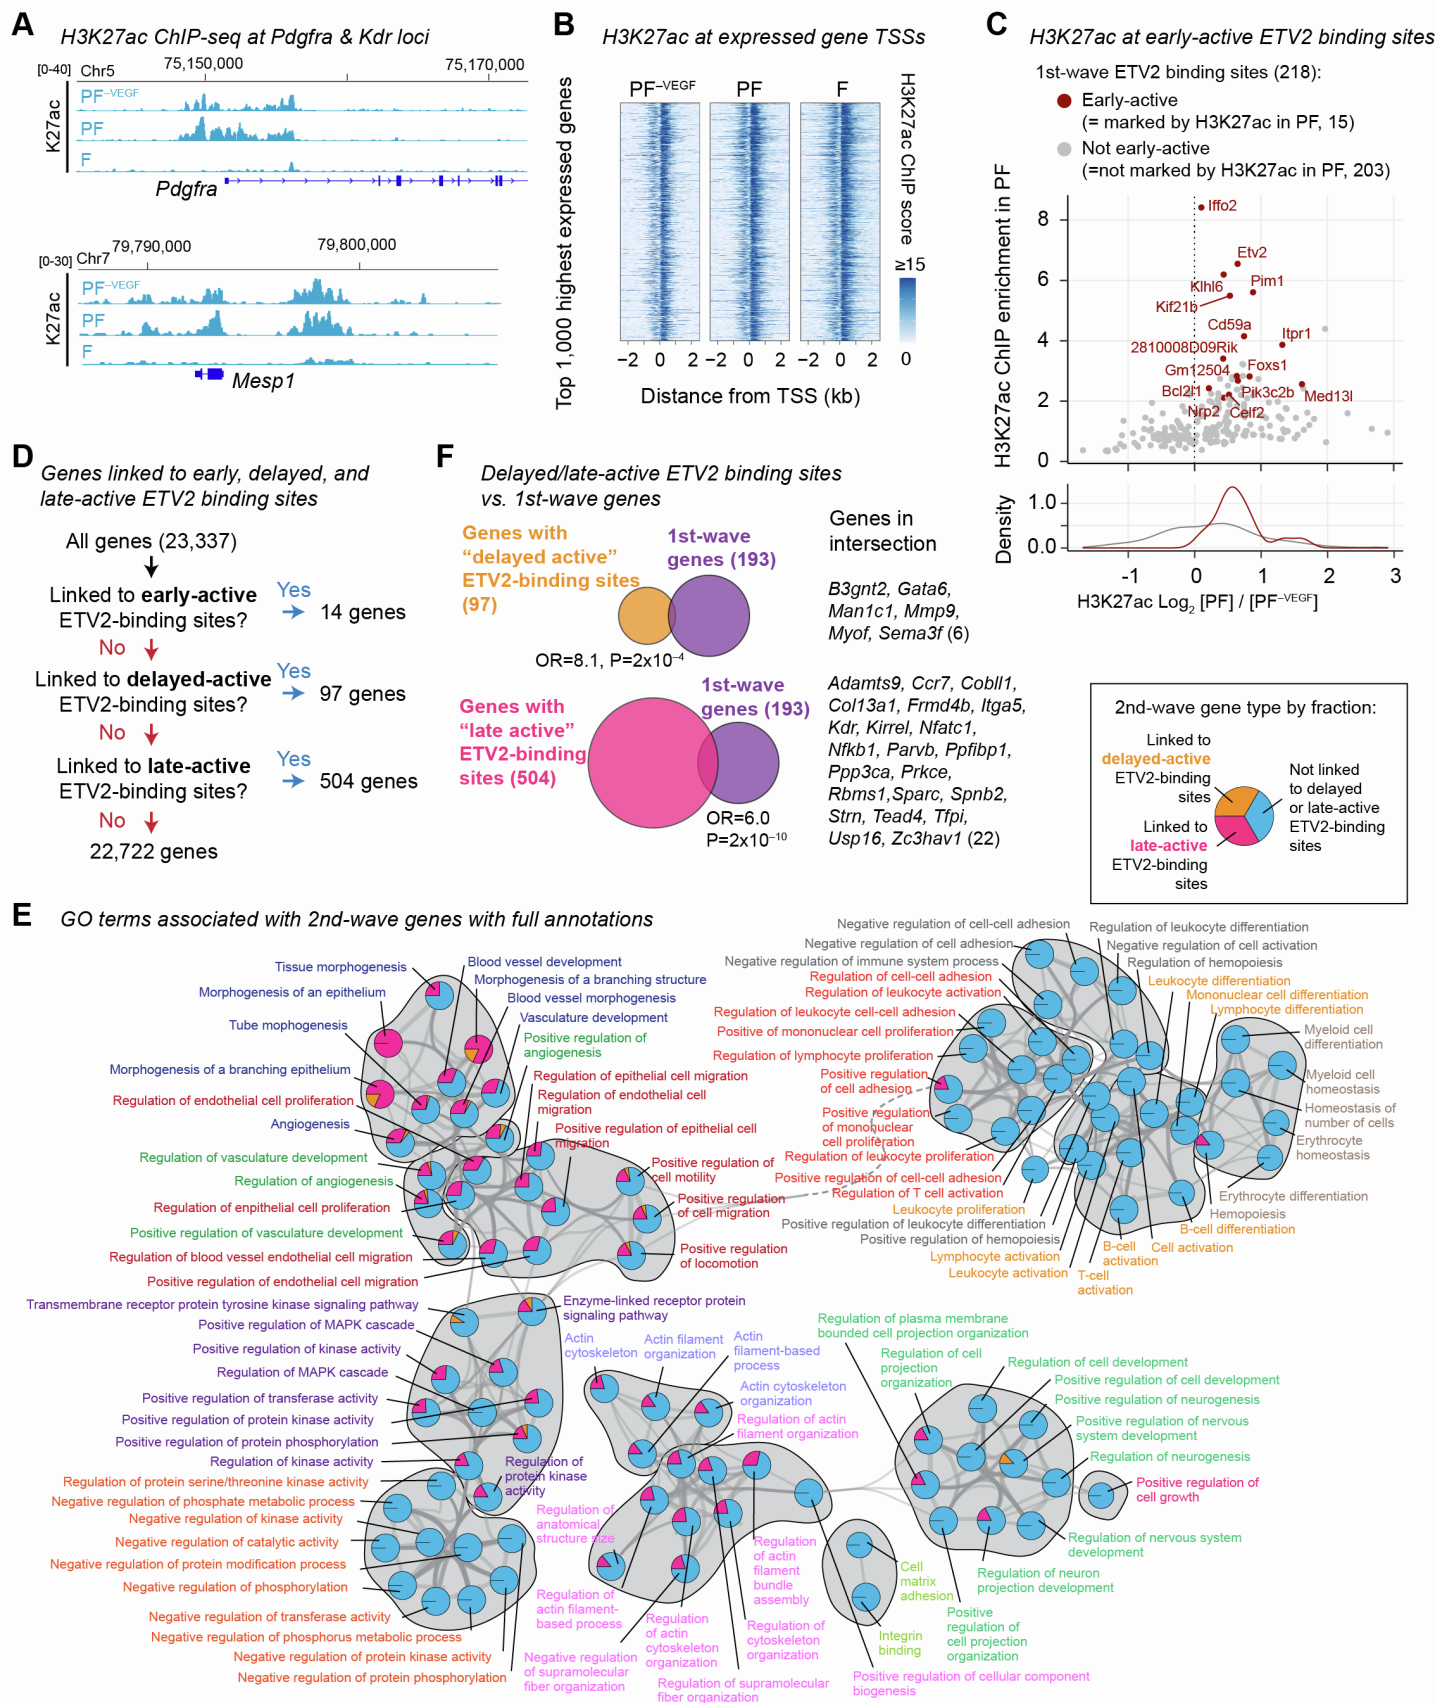 A
H3K27ac ChIP-seq at Pdgfra & Kdr loci
[0-40]
Chr5
75,150,000
75,170,000
K27ac
PF–VEGF
PF
F
Pdgfra
79,790,000
79,800,000
[0-30]
Chr7
K27ac
PF–VEGF
PF
F
Mesp1
B
H3K27ac at expressed gene TSSs
Top 1,000 highest expressed genes
PF–VEGF
PF
F
H3K27ac ChIP score
≥15
0
−2 0 2
−2 0 2
−2 0 2
Distance from TSS (kb)
C
H3K27ac at early-active ETV2 binding sites
1st-wave ETV2 binding sites (218):
Early-active
(= marked by H3K27ac in PF, 15)
Not early-active
(=not marked by H3K27ac in PF, 203)
H3K27ac ChIP enrichment in PF
8
6
4
2
0
Iffo2
Etv2
Klhl6
Pim1
Kif21b
Cd59a
Itpr1
2810008D09Rik
Gm12504
Foxs1
Bcl2l1
Pik3c2b
Med13l
Nrp2
Celf2
Density
1.0
0.0
-1 0 1 2 3
H3K27ac Log2 [PF] / [PF–VEGF]
D
Genes linked to early, delayed, and
late-active ETV2 binding sites
All genes (23,337)
Linked to early-active
ETV2-binding sites?
Yes
14 genes
No
Linked to delayed-active
ETV2-binding sites?
Yes
97 genes
No
Linked to late-active
ETV2-binding sites?
Yes
504 genes
No
22,722 genes
F
Delayed/late-active ETV2 binding sites
vs. 1st-wave genes
Genes with
“delayed active”
ETV2-binding sites
(97)
1st-wave
genes (193)
OR=8.1, P=2x10–4
Genes in
intersection
B3gnt2, Gata6,
Man1c1, Mmp9,
Myof, Sema3f (6)
Genes with
“late active”
ETV2-binding
sites (504)
1st-wave
genes (193)
OR=6.0
P=2x10–10
Adamts9, Ccr7, Cobll1,
Col13a1, Frmd4b, Itga5,
Kdr, Kirrel, Nfatc1,
Nfkb1, Parvb, Ppfibp1,
Ppp3ca, Prkce,
Rbms1,Sparc, Spnb2,
Strn, Tead4, Tfpi,
Usp16, Zc3hav1 (22)
2nd-wave gene type by fraction:
Linked to
delayed-active
ETV2-binding
sites
Linked to
late-active
ETV2-binding
sites
Not linked
to delayed
or late-active
ETV2-binding
sites
E
GO terms associated with 2nd-wave genes with full annotations
Tissue morphogenesis
Morphogenesis of an epithelium
Tube mophogenesis
Morphogenesis of a branching epithelium
Regulation of endothelial cell proliferation
Angiogenesis
Regulation of vasculature development
Regulation of angiogenesis
Regulation of enpithelial cell proliferation
Positive regulation of vasculature development
Regulation of blood vessel endothelial cell migration
Positive regulation of endothelial cell migration
Blood vessel development
Morphogenesis of a branching structure
Blood vessel morphogenesis
Vasculature development
Positive regulation of
angiogenesis
Regulation of epithelial cell migration
Regulation of endothelial cell
migration
Positive regulation of epithelial cell
migration
Positive regulation of
cell motility
Positive regulation
of cell migration
Positive regulation
of locomotion
Negative regulation of cell-cell adhesion
Negative regulation of cell adhesion
Negative regulation of immune system process
Regulation of cell-cell adhesion
Regulation of leukocyte activation
Regulation of leukocyte cell-cell adhesion
Positive of mononuclear cell proliferation
Regulation of lymphocyte proliferation
Positive regulation
of cell adhesion
Positive regulation
of mononuclear
cell proliferation
Regulation of leukocyte proliferation
Positive regulation of cell-cell adhesion
Regulation of T cell activation
Leukocyte proliferation
Positive regulation of leukocyte differentiation
Positive regulation of hemopoiesis
Lymphocyte activation
Leukocyte activation
T-cell
activation
B-cell
activation
Cell activation
B-cell differentiation
Hemopoiesis
Erythrocyte differentiation
Regulation of leukocyte differentiation
Negative regulation of cell activation
Regulation of hemopoiesis
Leukocyte differentiation
Mononuclear cell differentiation
Lymphocyte differentiation
Myeloid cell
differentiation
Myeloid cell
homeostasis
Homeostasis of
number of cells
Erythrocyte
homeostasis
Transmembrane receptor protein tyrosine kinase signaling pathway
Positive regulation of MAPK cascade
Positive regulation of kinase activity
Regulation of MAPK cascade
Positive regulation of transferase activity
Positive regulation of protein kinase activity
Positive regulation of protein phosphorylation
Regulation of kinase activity
Enzyme-linked receptor protein
signaling pathway
Regulation of
protein kinase
activity
Regulation of protein serine/threonine kinase activity
Negative regulation of phosphate metabolic process
Negative regulation of kinase activity
Negative regulation of catalytic activity
Negative regulation of protein modification process
Negative regulation of phosphorylation
Negative regulation of transferase activity
Negative regulation of phosphorus metabolic process
Negative regulation of protein kinase activity
Negative regulation of protein phosphorylation
Actin
cytoskeleton
Actin filament
organization
Actin
filament-based
process
Actin cytoskeleton
organization
Regulation of actin
filament organization
Regulation of
anatomical
structure size
Regulation of
actin filament-
based process
Negative regulation
of supramolecular
fiber organization
Regulation
of actin
cytoskeleton
organization
Regulation of supramolecular
fiber organization
Regulation of
cytoskeleton
organization
Regulation
of actin
filament
bundle
assembly
Positive regulation of cellular component
biogenesis
Cell
matrix
adhesion
Integrin
binding
Regulation of plasma membrane
bounded cell projection organization
Regulation of cell
projection
organization
Regulation of cell development
Positive regulation of cell development
Positive regulation of neurogenesis
Positive regulation of nervous
system development
Regulation of neurogenesis
Positive regulation of
cell growth
Regulation of nervous system
development
Regulation of neuron
projection development
Positive
regulation of
cell projection
organization